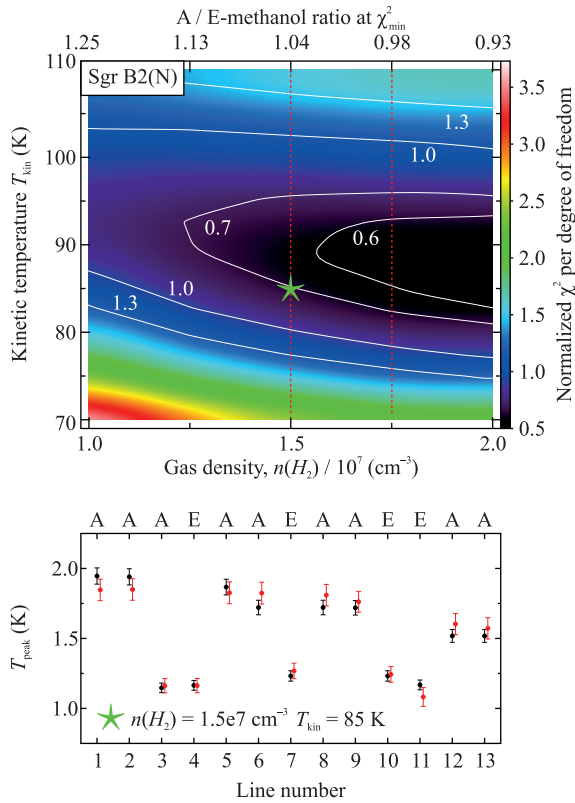 A / E-methanol ratio at χ²min
1.25 1.13 1.04 0.98 0.93
110
100
90
80
70
Kinetic temperature Tkin (K)
Sgr B2(N)
1.3
1.0
0.7
0.6
1.0
1.3
3.5
3.0
2.5
2.0
1.5
1.0
0.5
Normalized χ² per degree of freedom
1.0 1.5 2.0
Gas density, n(H2) / 10⁷ (cm⁻³)
A A A E A A E A A E E A A
2.0
1.5
1.0
Tpeak (K)
n(H2) = 1.5e7 cm⁻³ Tkin = 85 K
1 2 3 4 5 6 7 8 9 10 11 12 13
Line number